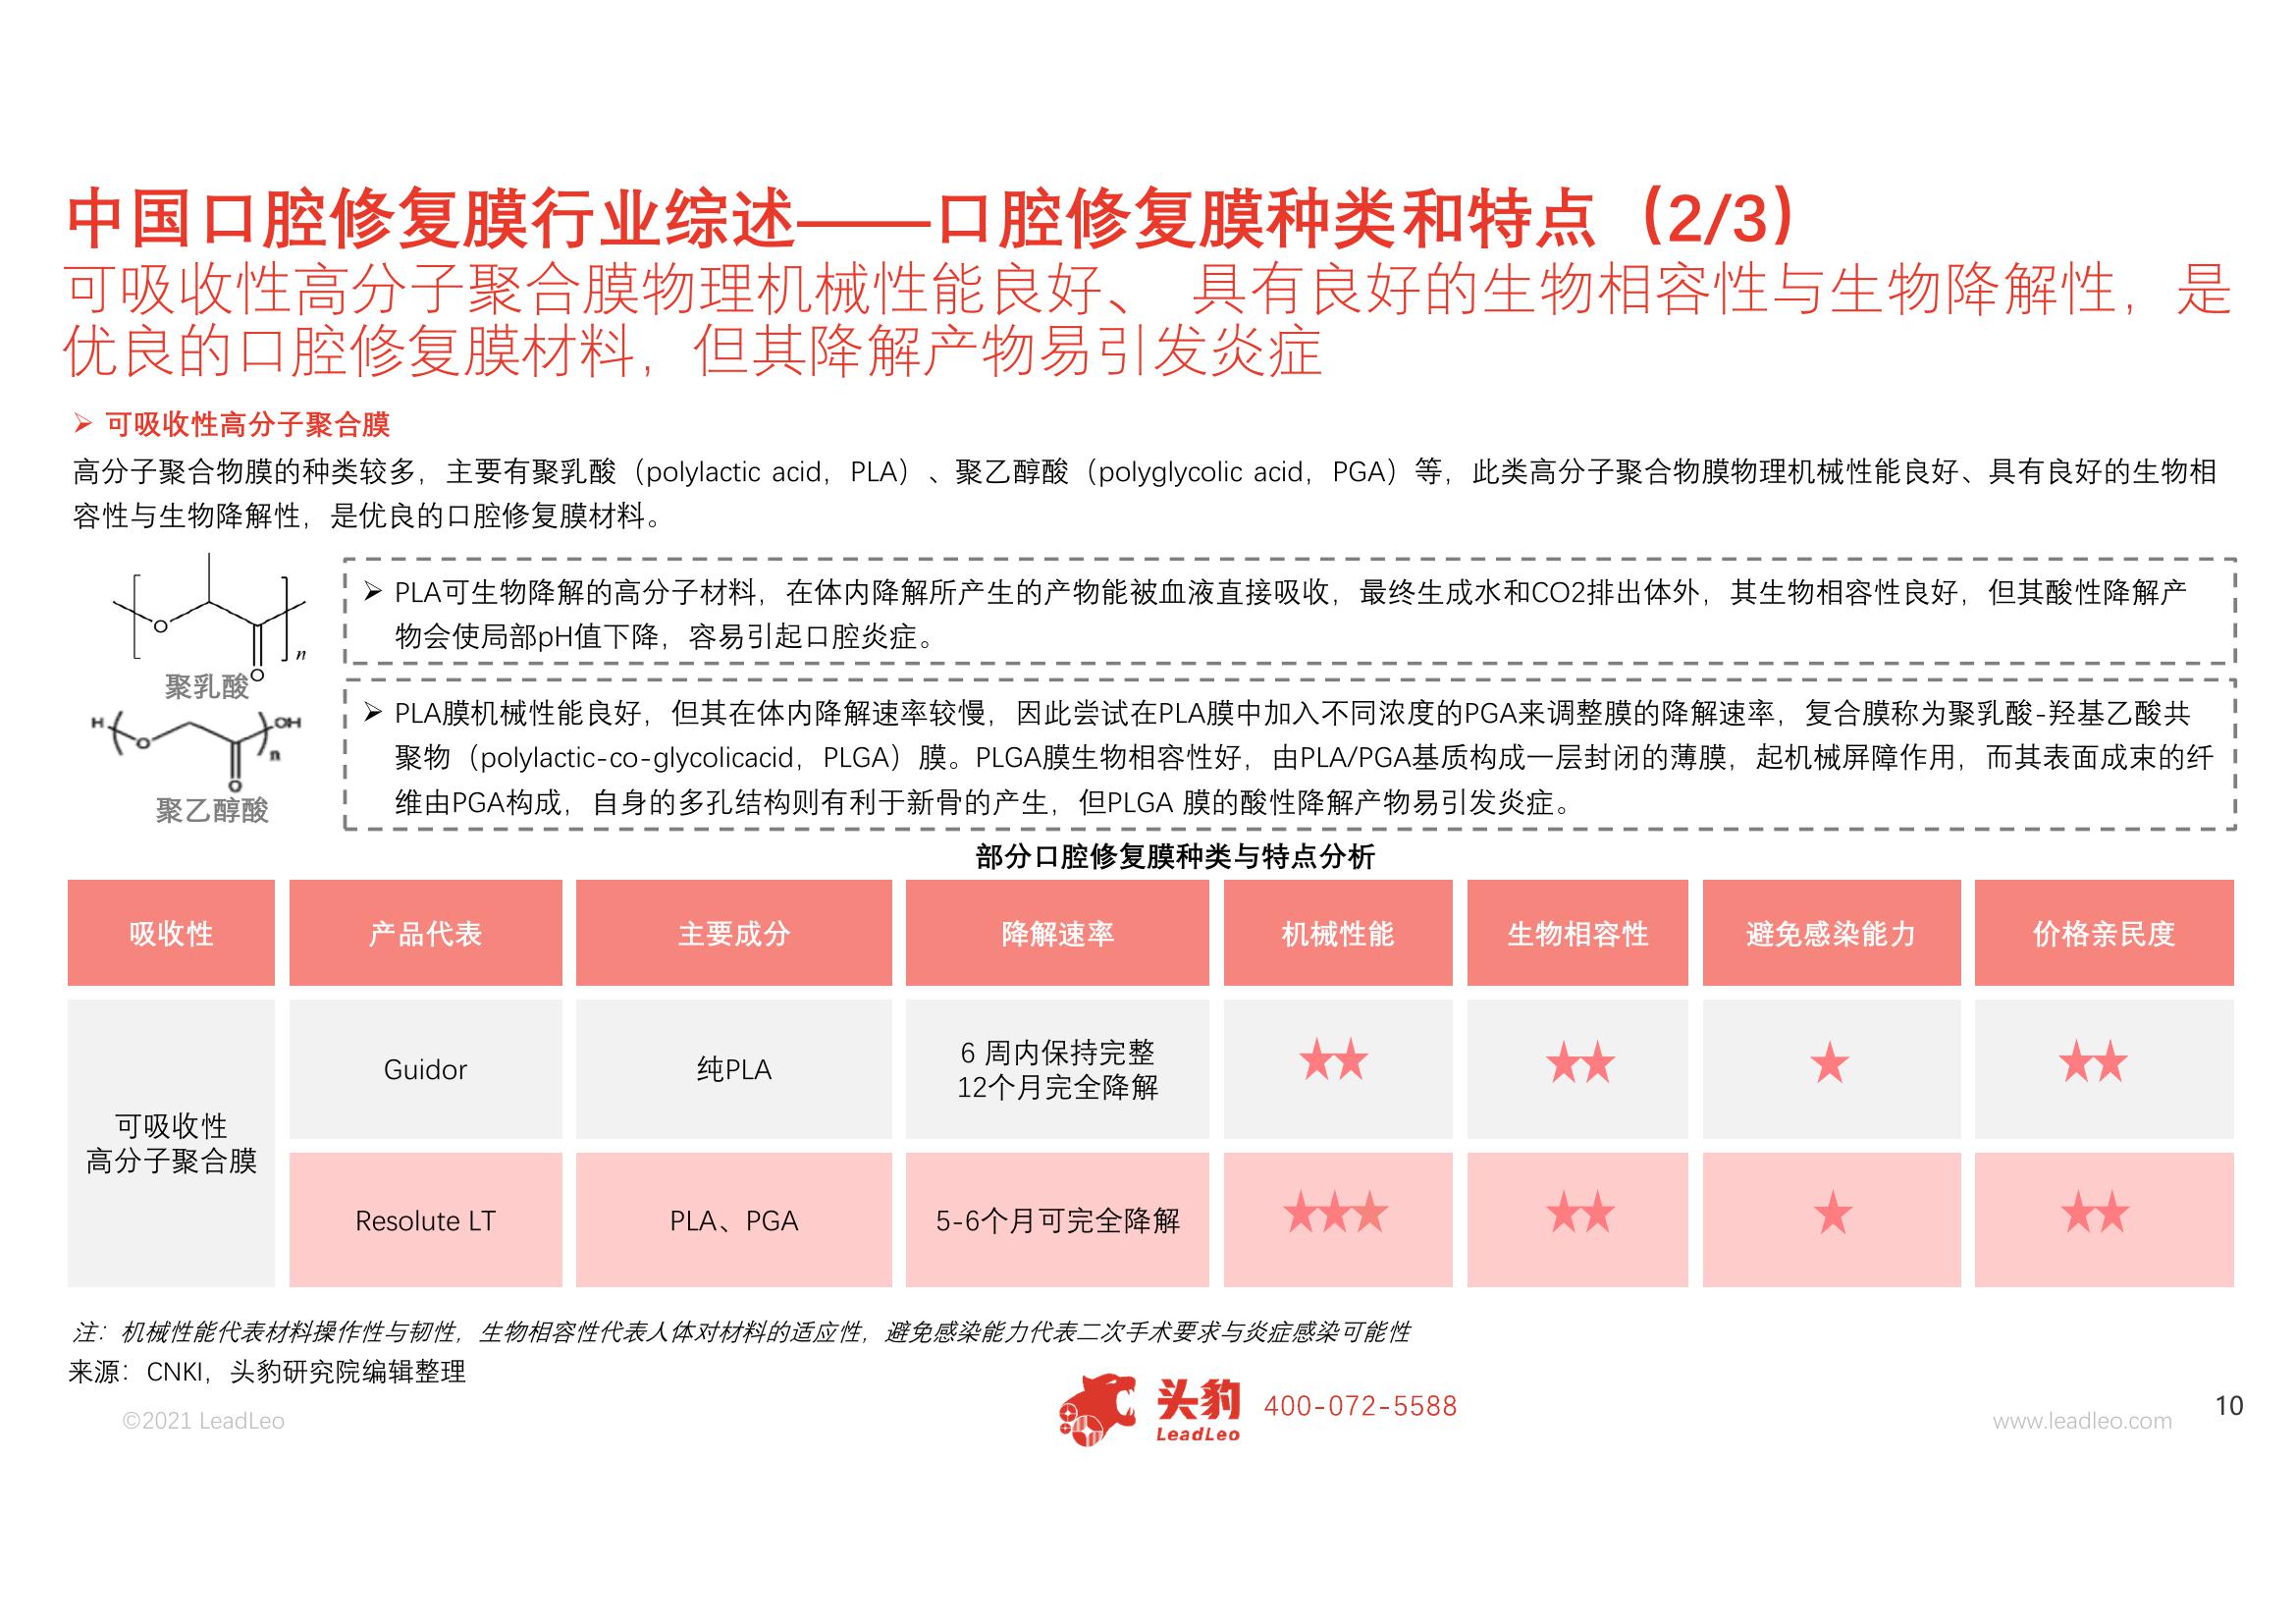 中国口腔修复膜行业综述——口腔修复膜种类和特点（2/3）
可吸收性高分子聚合膜物理机械性能良好、 具有良好的生物相容性与生物降解性，是
优良的口腔修复膜材料，但其降解产物易引发炎症
➢ 可吸收性高分子聚合膜
高分子聚合物膜的种类较多，主要有聚乳酸（polylactic acid，PLA）、聚乙醇酸（polyglycolic acid，PGA）等，此类高分子聚合物膜物理机械性能良好、具有良好的生物相
容性与生物降解性，是优良的口腔修复膜材料。
O
O
n
聚乳酸
H
O
O
OH
n
聚乙醇酸
➢ PLA可生物降解的高分子材料，在体内降解所产生的产物能被血液直接吸收，最终生成水和CO2排出体外，其生物相容性良好，但其酸性降解产
物会使局部pH值下降，容易引起口腔炎症。
➢ PLA膜机械性能良好，但其在体内降解速率较慢，因此尝试在PLA膜中加入不同浓度的PGA来调整膜的降解速率，复合膜称为聚乳酸-羟基乙酸共
聚物（polylactic-co-glycolicacid，PLGA）膜。PLGA膜生物相容性好，由PLA/PGA基质构成一层封闭的薄膜，起机械屏障作用，而其表面成束的纤
维由PGA构成，自身的多孔结构则有利于新骨的产生，但PLGA 膜的酸性降解产物易引发炎症。
部分口腔修复膜种类与特点分析
吸收性 产品代表 主要成分 降解速率 机械性能 生物相容性 避免感染能力 价格亲民度
可吸收性
高分子聚合膜
Guidor 纯PLA
6 周内保持完整
12个月完全降解
★★ ★★ ★ ★★
Resolute LT PLA、PGA 5-6个月可完全降解 ★★★ ★★ ★ ★★
注：机械性能代表材料操作性与韧性，生物相容性代表人体对材料的适应性，避免感染能力代表二次手术要求与炎症感染可能性
来源：CNKI，头豹研究院编辑整理
©2021 LeadLeo
头豹
LeadLeo
400-072-5588
www.leadleo.com
10